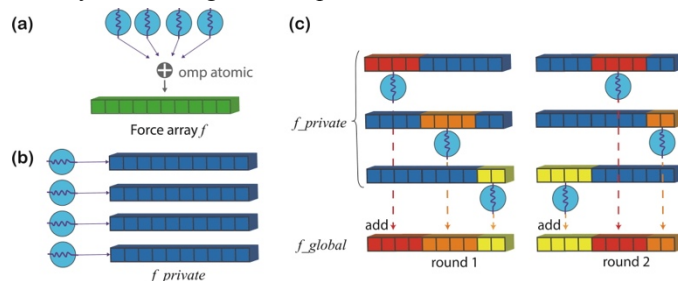 (a)
omp atomic
Force array f
(b)
f_private
(c)
f_private
add
f_global
round 1
add
round 2